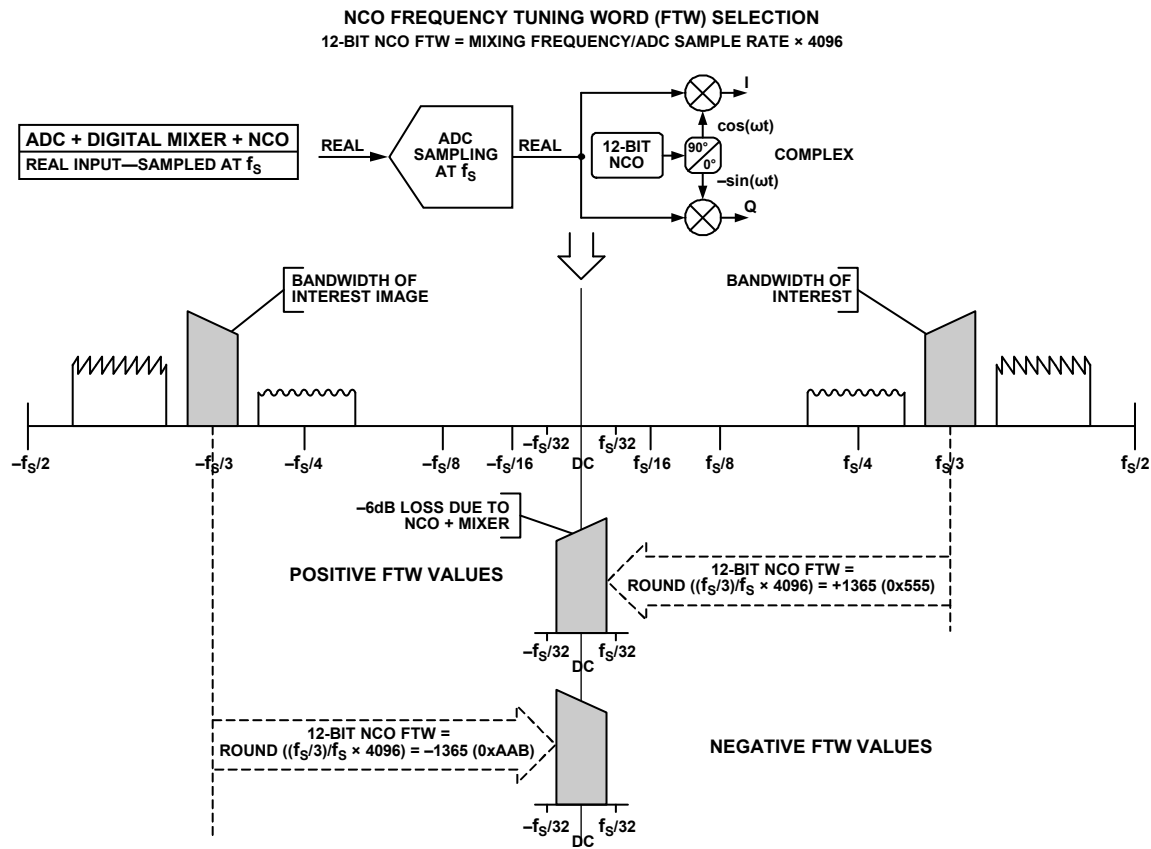 NCO FREQUENCY TUNING WORD (FTW) SELECTION
12-BIT NCO FTW = MIXING FREQUENCY/ADC SAMPLE RATE × 4096
ADC + DIGITAL MIXER + NCO
REAL INPUT—SAMPLED AT fS
REAL
ADC
SAMPLING
AT fS
REAL
12-BIT
NCO
90°
0°
I
cos(ωt)
COMPLEX
–sin(ωt)
Q
BANDWIDTH OF
INTEREST IMAGE
BANDWIDTH OF
INTEREST
–fS/2
–fS/3
–fS/4
–fS/8
–fS/16
–fS/32
DC
fS/32
fS/16
fS/8
fS/4
fS/3
fS/2
–6dB LOSS DUE TO
NCO + MIXER
POSITIVE FTW VALUES
12-BIT NCO FTW =
ROUND ((fS/3)/fS × 4096) = +1365 (0x555)
–fS/32
DC
fS/32
12-BIT NCO FTW =
ROUND ((fS/3)/fS × 4096) = –1365 (0xAAB)
NEGATIVE FTW VALUES
–fS/32
DC
fS/32